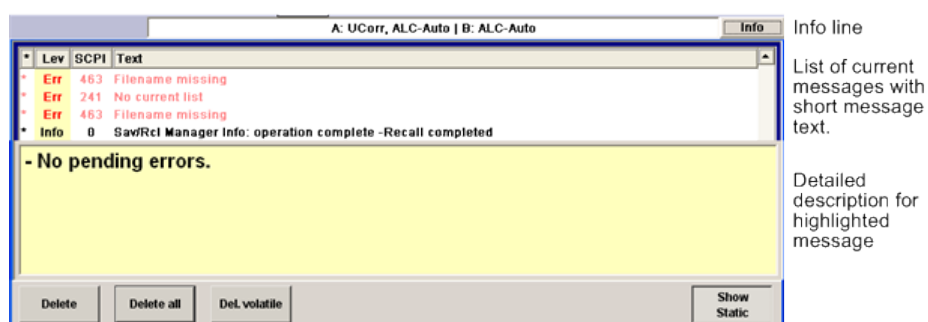 A: UCorr, ALC-Auto | B: ALC-Auto
Info
Info line
* Lev SCPI Text
* Err 463 Filename missing
* Err 241 No current list
* Err 463 Filename missing
* Info 0 Sav/Rcl Manager Info: operation complete -Recall completed
List of current
messages with
short message
text.
- No pending errors.
Detailed
description for
highlighted
message
Delete
Delete all
Del. volatile
Show
Static